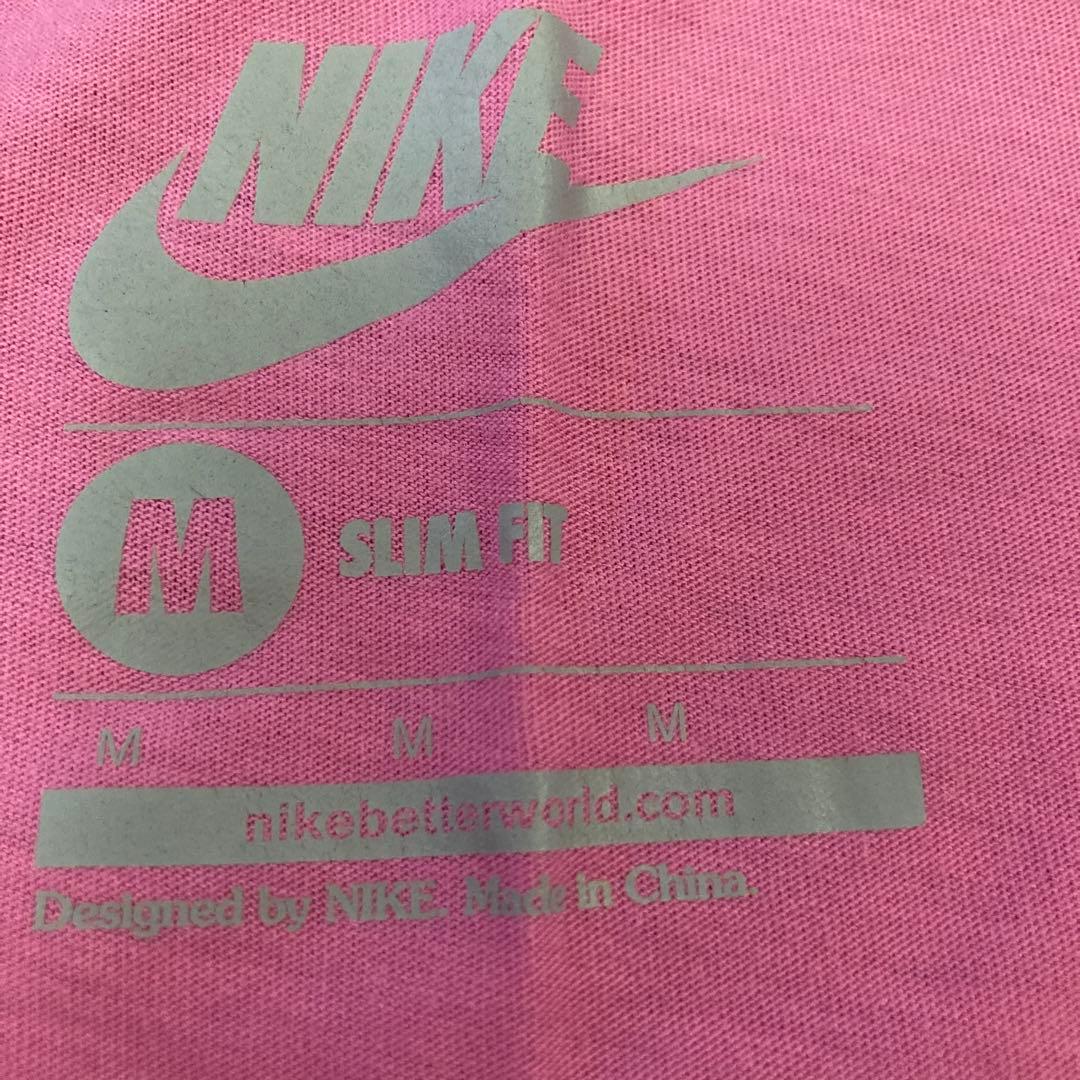 NIKE
M SLIM FIT
M M M
nikebetterworld.com
Designed by NIKE. Made in China.